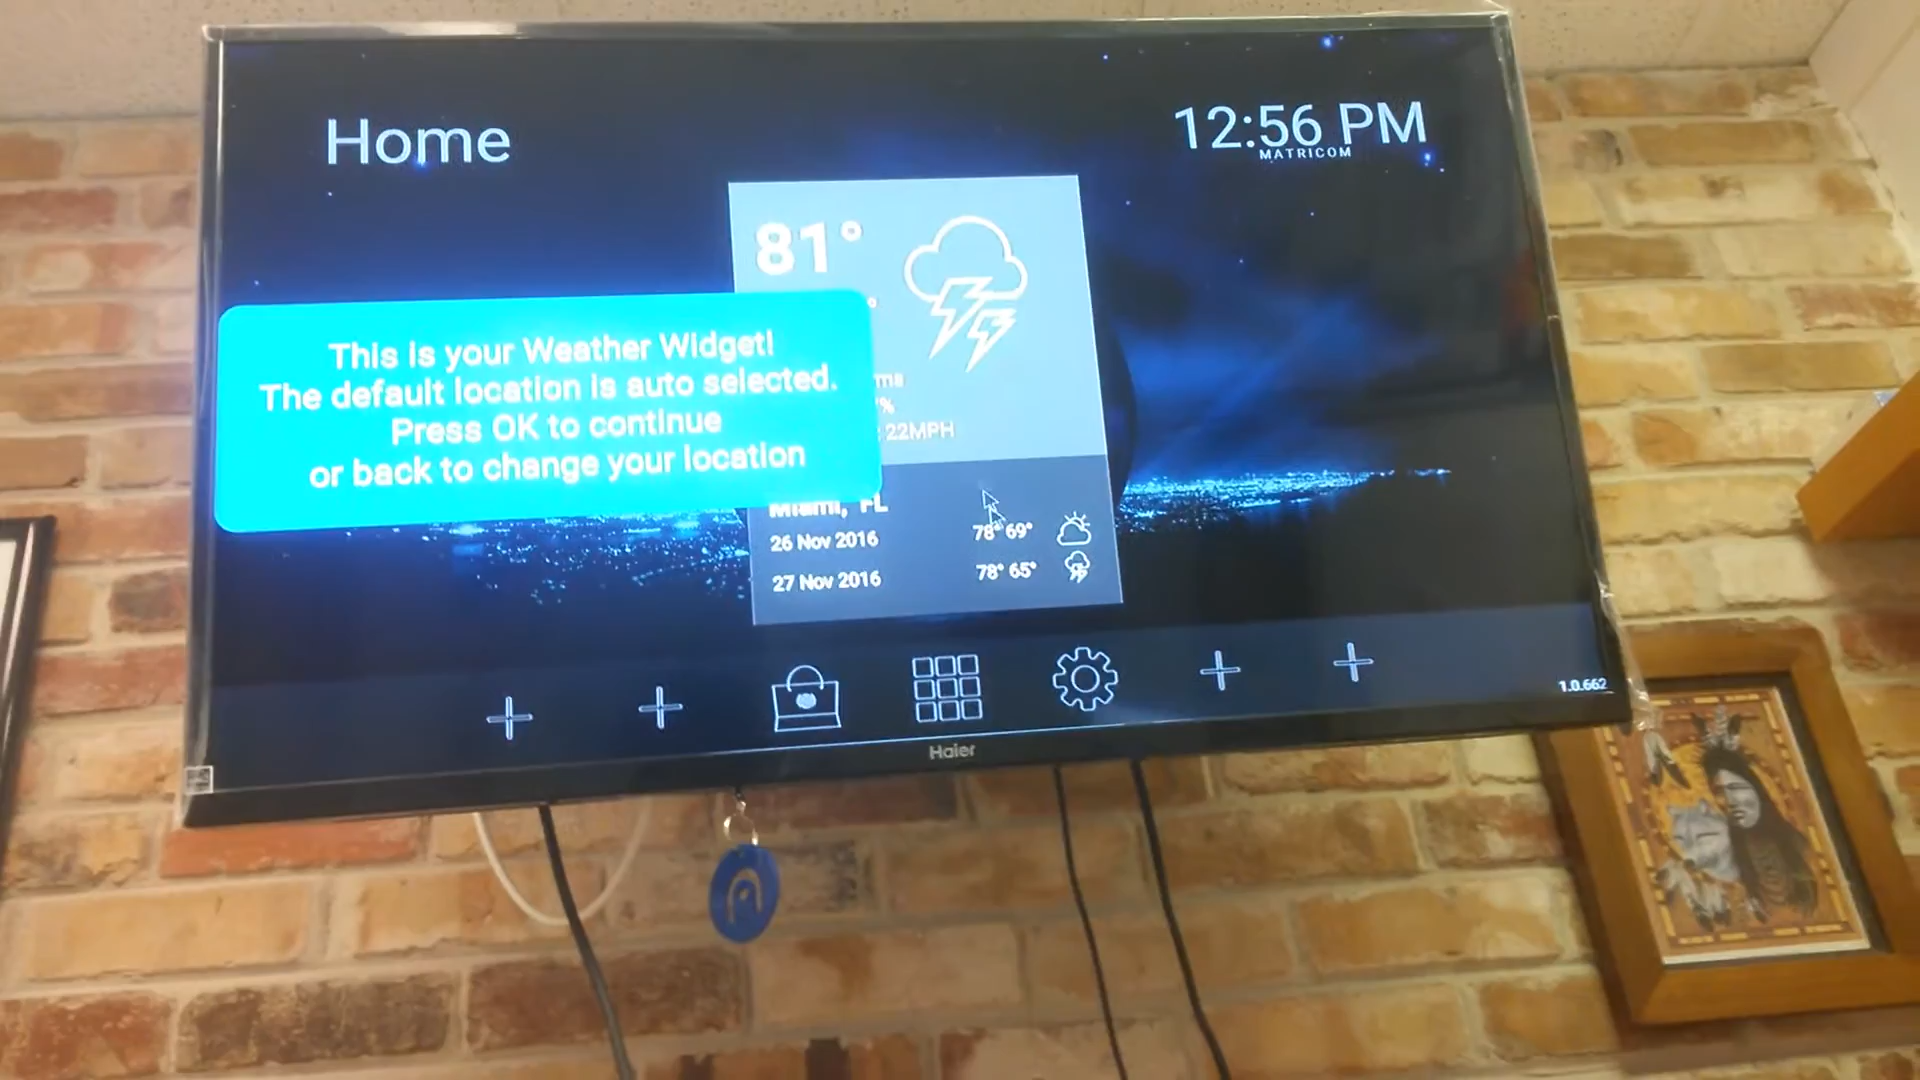 Home
12:56 PM
MATRICOM
81°
This is your Weather Widget!
The default location is auto selected.
Press OK to continue
or back to change your location
22MPH
Miami, FL
26 Nov 2016
78° 69°
27 Nov 2016
78° 65°
1.0.662
Haier